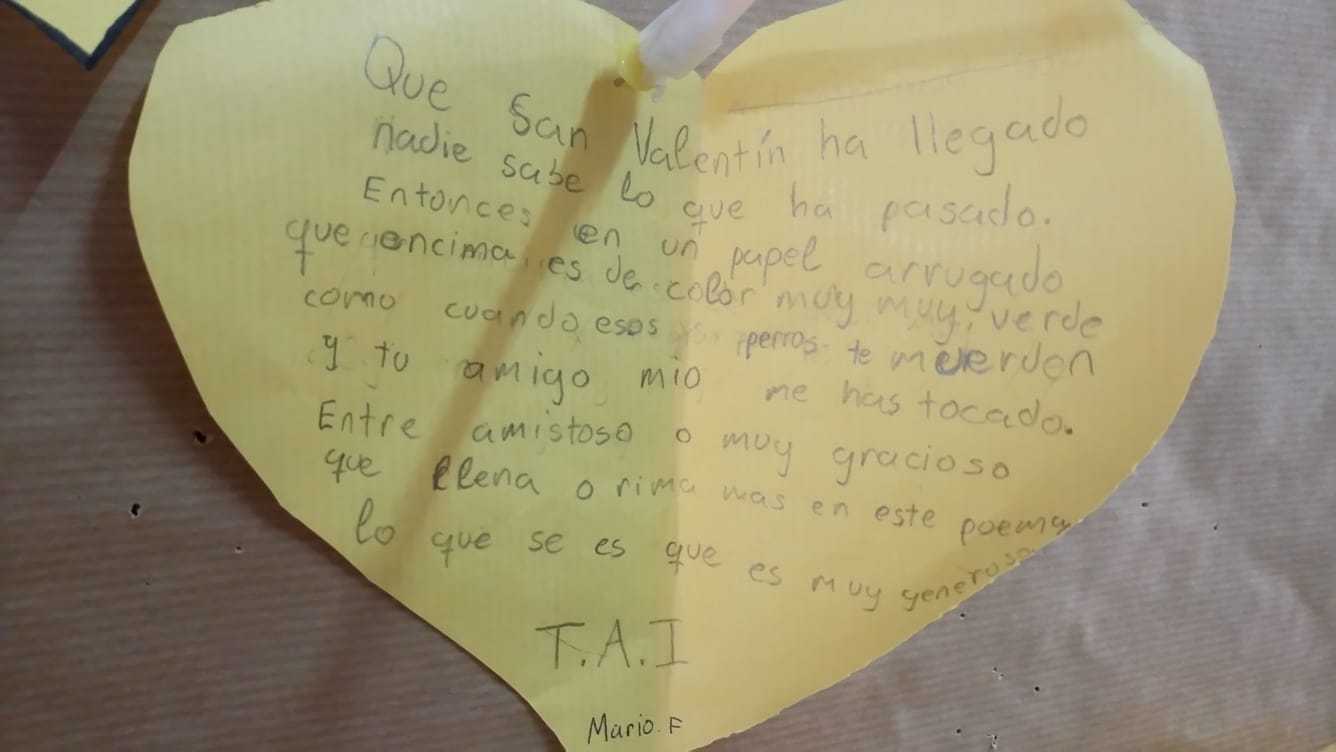 Que San Valentín ha llegado
nadie sabe lo que ha pasado.
Entonces en un papel arrugado
que encima es de color muy muy verde
como cuando esos perros te muerden
y tu amigo mio me has tocado.
Entre amistoso o muy gracioso
que llena o rima mas en este poema
lo que se es que es muy generoso
T.A.I
Mario.F